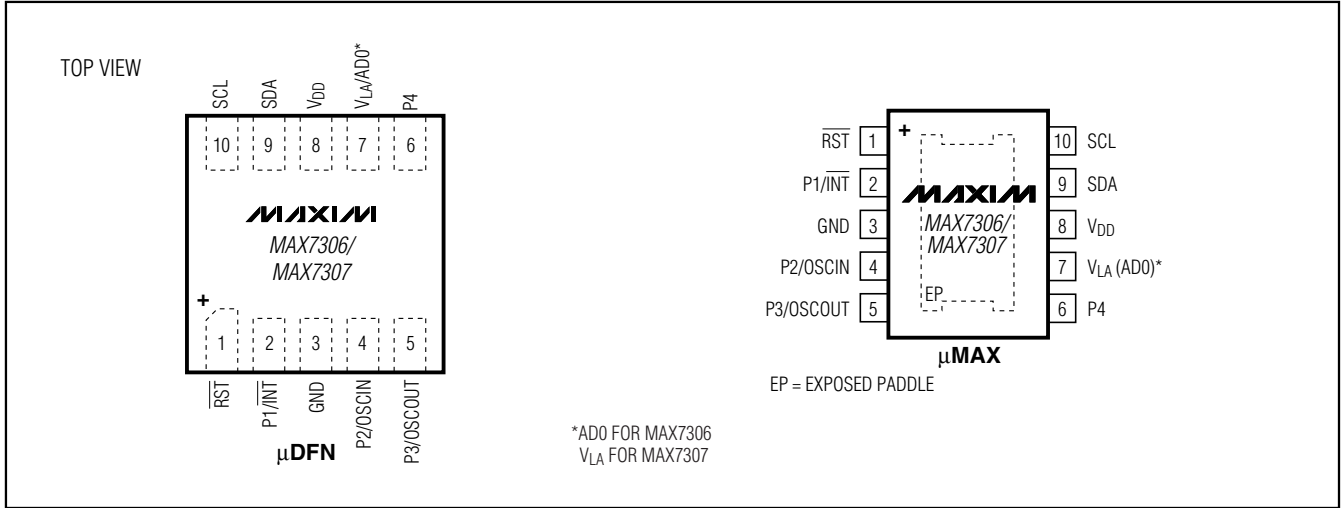 TOP VIEW
SCL
SDA
VDD
VLA/AD0*
P4
10
9
8
7
6
MAXIM
MAX7306/
MAX7307
+
1
2
3
4
5
RST
P1/INT
GND
P2/OSCIN
P3/OSCOUT
µDFN
*AD0 FOR MAX7306
VLA FOR MAX7307
RST 1
P1/INT 2
GND 3
P2/OSCIN 4
P3/OSCOUT 5
+
MAXIM
MAX7306/
MAX7307
EP
10 SCL
9 SDA
8 VDD
7 VLA (AD0)*
6 P4
µMAX
EP = EXPOSED PADDLE